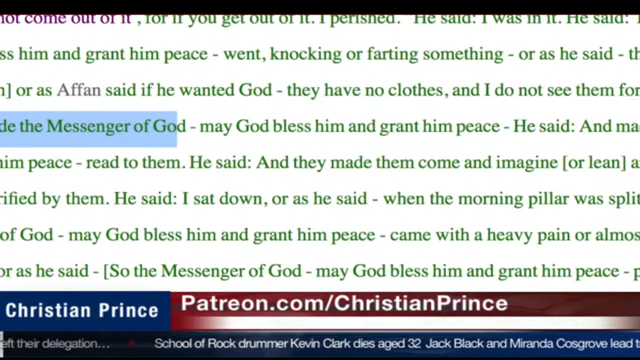 not come out of it", for if you get out of it. I perished." He said: I was in it. He said:
ess him and grant him peace - went, knocking or farting something - or as he said - th
] or as Affan said if he wanted God - they have no clothes, and I do not see them for
de the Messenger of God - may God bless him and grant him peace - He said: And ma
him peace - read to them. He said: And they made them come and imagine [or lean] a
rified by them. He said: I sat down, or as he said - when the morning pillar was split
of God - may God bless him and grant him peace - came with a heavy pain or almos
or as he said - [So the Messenger of God - may God bless him and grant him peace - p
Christian Prince
Patreon.com/ChristianPrince
eft their delegation… School of Rock drummer Kevin Clark dies aged 32 Jack Black and Miranda Cosgrove lead t